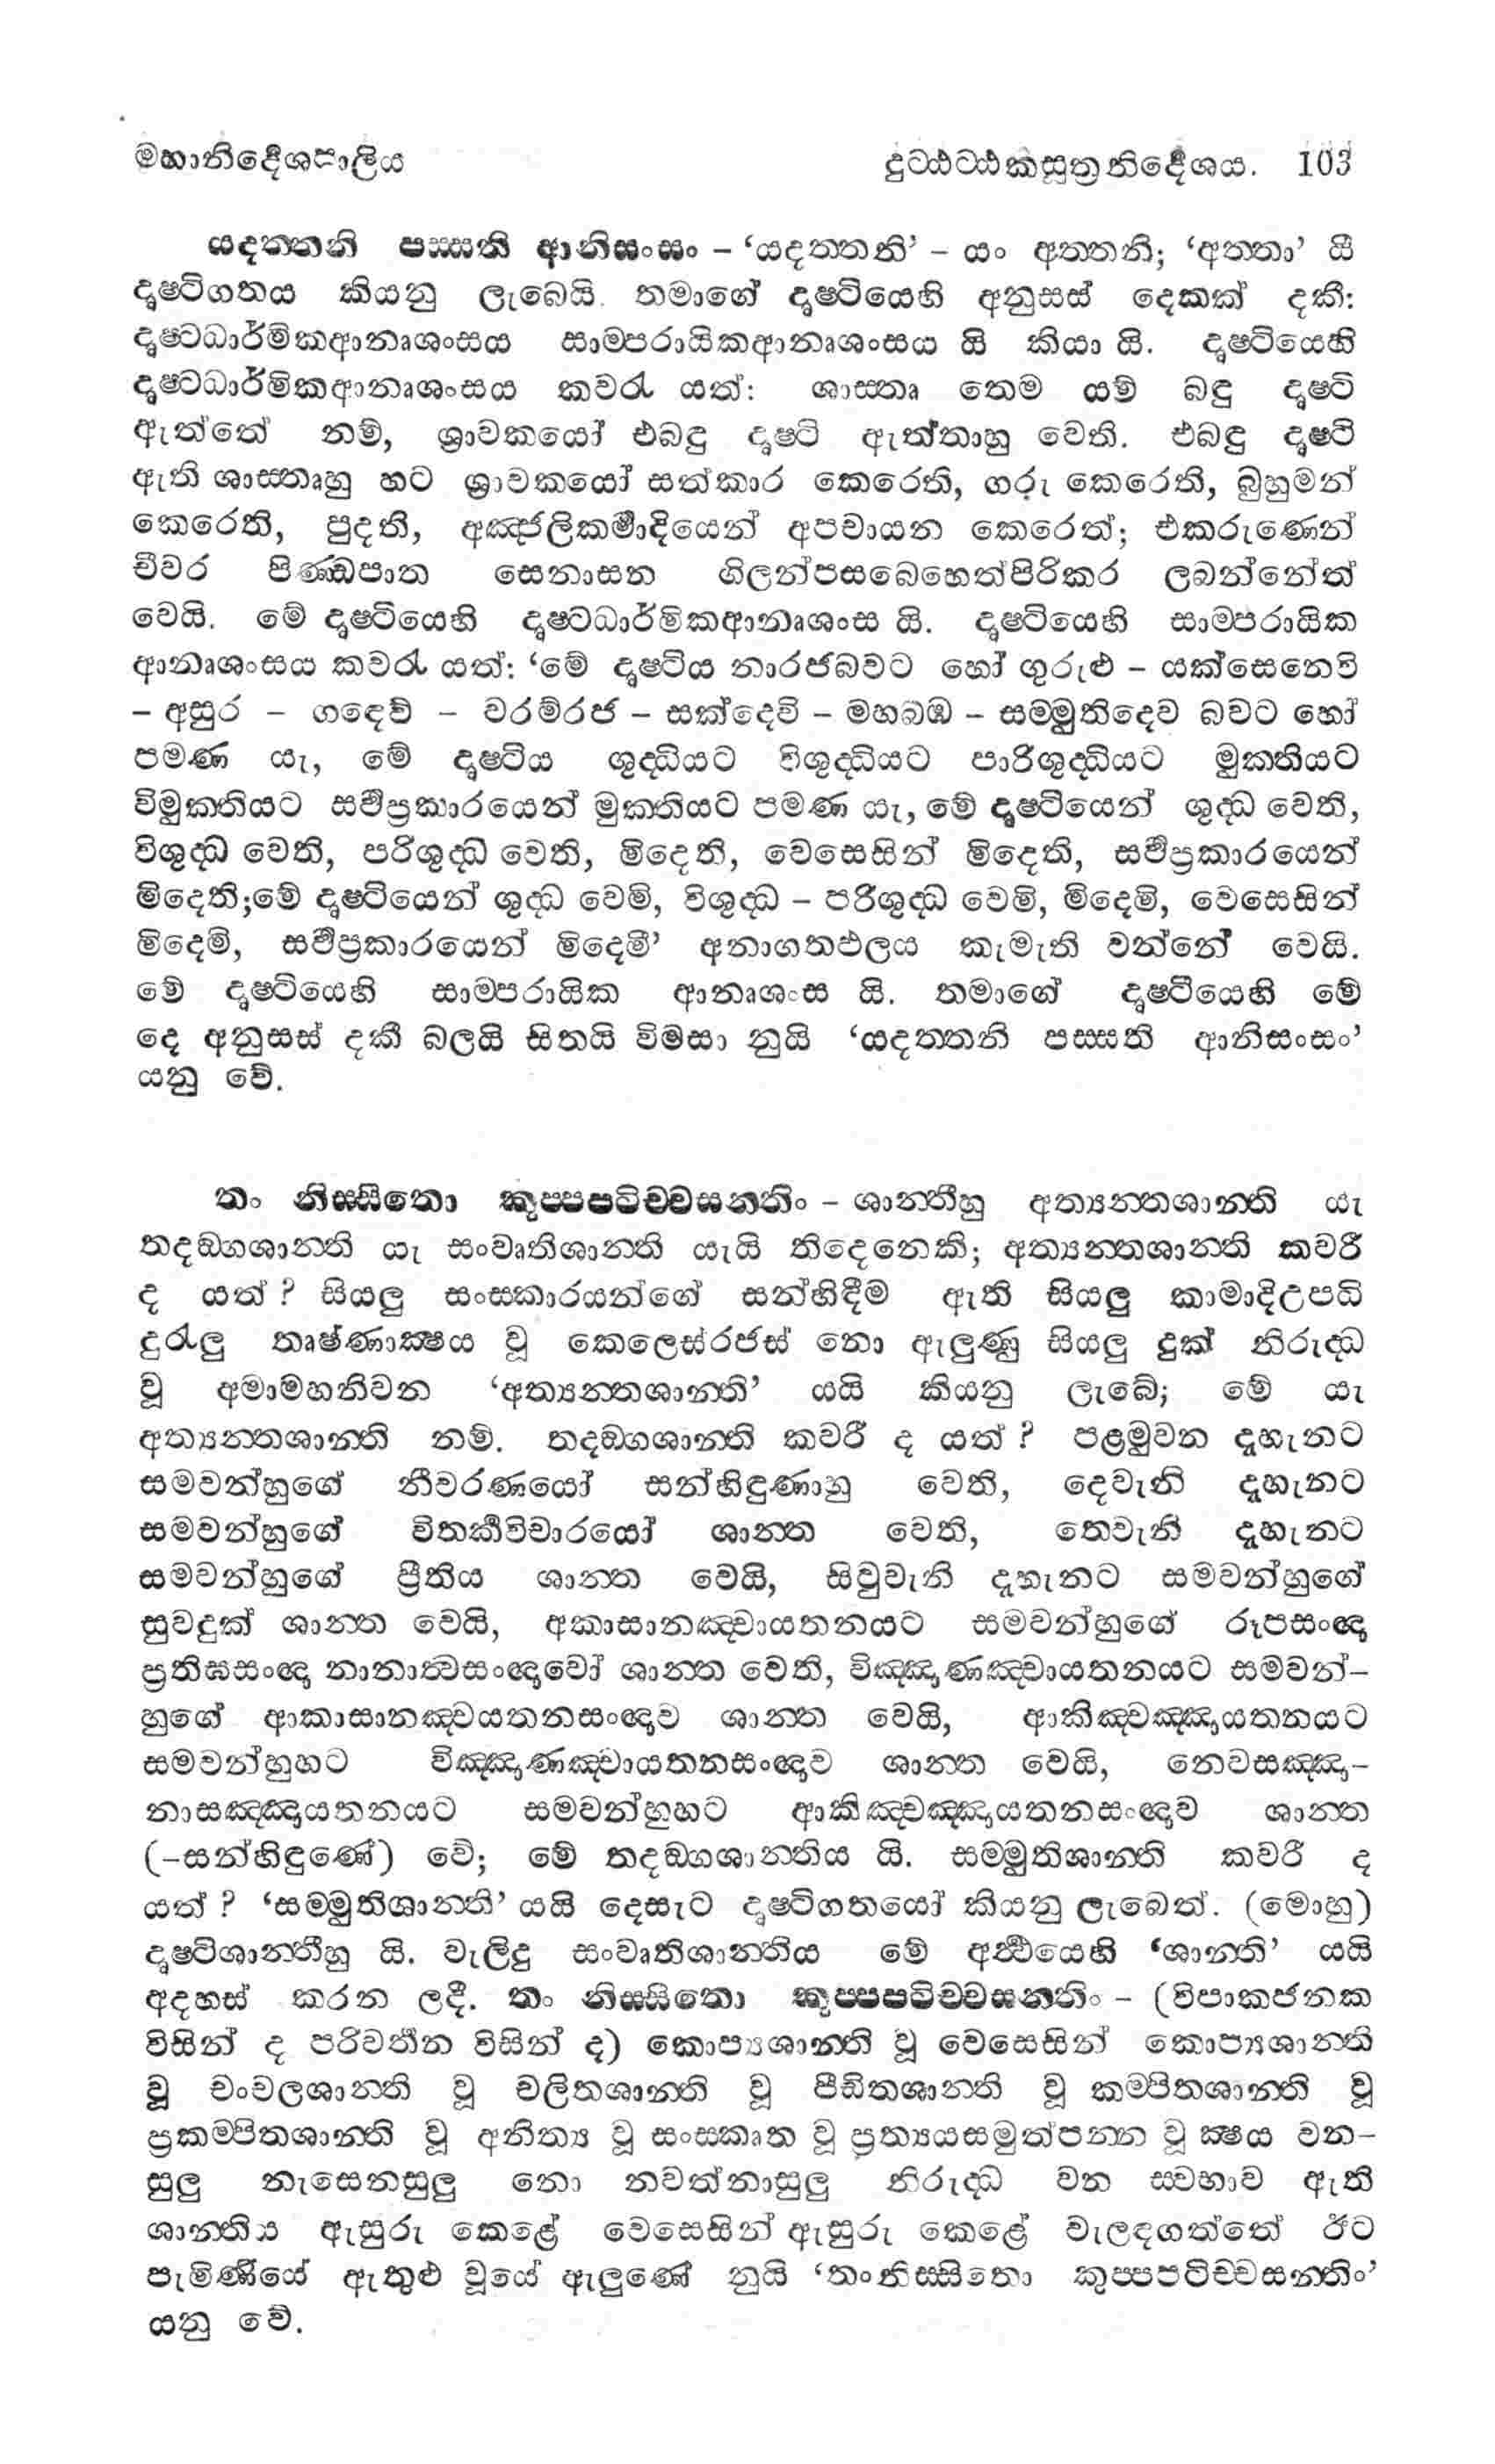 මහානිර්‍දේශපාලිය දුට්ඨට්ඨකසූත්‍රනිර්‍දේශය. 103
යදත්තනි පස්සති ආනිසංසං – ‘යදත්තනි’ – යං අත්තනි; ‘අත්තා’ යී
දෘෂ්ටිගතය කියනු ලැබෙයි. තමාගේ දෘෂ්ටියෙහි අනුසස් දෙකක් දකී:
දෘෂ්ටධාර්මිකආනෘශංසය සාම්පරායිකආනෘශංසය යි කියා යි. දෘෂ්ටියෙහි
දෘෂ්ටධාර්මිකආනෘශංසය කවරැ යත්: ශාස්තෘ තෙම යම් බඳු දෘෂ්ටි
ඇත්තේ නම්, ශ්‍රාවකයෝ එබඳු දෘෂ්ටි ඇත්තාහු වෙති. එබඳු දෘෂ්ටි
ඇති ශාස්තෘහු හට ශ්‍රාවකයෝ සත්කාර කෙරෙති, ගරු කෙරෙති, බුහුමන්
කෙරෙති, පුදති, අඤ්ජලිකර්‍මාදියෙන් අපචායන කෙරෙත්; එකරුණෙන්
චීවර පිණ්ඩපාත සෙනාසන ගිලන්පසබෙහෙත්පිරිකර ලබන්නේත්
වෙයි. මේ දෘෂ්ටියෙහි දෘෂ්ටධාර්මිකආනෘශංස යි. දෘෂ්ටියෙහි සාම්පරායික
ආනෘශංසය කවරැ යත්: ‘මේ දෘෂ්ටිය නාරජබවට හෝ ගුරුළු – යක්සෙනෙවි
– අසුර – ගඳෙව් – වරම්රජ – සක්දෙව් – මහබඹ – සම්මුතිදෙව බවට හෝ
පමණ යැ, මේ දෘෂ්ටිය ශුද්ධියට විශුද්ධියට පාරිශුද්ධියට මුක්තියට
විමුක්තියට සර්‍වප්‍රකාරයෙන් මුක්තියට පමණ යැ, මේ දෘෂ්ටියෙන් ශුද්ධ වෙති,
විශුද්ධ වෙති, පරිශුද්ධ වෙති, මිදෙති, වෙසෙසින් මිදෙති, සර්‍වප්‍රකාරයෙන්
මිදෙති;මේ දෘෂ්ටියෙන් ශුද්ධ වෙමි, විශුද්ධ – පරිශුද්ධ වෙමි, මිදෙමි, වෙසෙසින්
මිදෙමි, සර්‍වප්‍රකාරයෙන් මිදෙමී’ අනාගතඵලය කැමැති වන්නේ වෙයි.
මේ දෘෂ්ටියෙහි සාම්පරායික ආනෘශංස යි. තමාගේ දෘෂ්ටියෙහි මේ
දෙ අනුසස් දකී බලයි සිතයි විමසා නුයි ‘යදත්තනි පස්සති ආනිසංසං’
යනු වේ.
තං නිස්සිතො කුප්පපටිච්චසන්තිං – ශාන්තීහු අත්‍යන්තශාන්ති යැ
තදඞ්ගශාන්ති යැ සංවෘතිශාන්ති යැයි තිදෙනෙකි; අත්‍යන්තශාන්ති කවරී
ද යත් ? සියලු සංස්කාරයන්ගේ සන්හිඳීම ඇති සියලු කාමාදිඋපධි
දුරැලු තෘෂ්ණාක්‍ෂය වූ කෙලෙස්රජස් නො ඇලුණු සියලු දුක් නිරුද්ධ
වූ අමාමහනිවන ‘අත්‍යන්තශාන්ති’ යයි කියනු ලැබේ; මේ යැ
අත්‍යන්තශාන්ති නම්. තදඞ්ගශාන්ති කවරී ද යත් ? පළමුවන දැහැනට
සමවන්හුගේ නීවරණයෝ සන්හිඳුණාහු වෙති, දෙවැනි දැහැනට
සමවන්හුගේ විතර්‍කවිචාරයෝ ශාන්ත වෙති, තෙවැනි දැහැනට
සමවන්හුගේ ප්‍රීතිය ශාන්ත වෙයි, සිවුවැනි දැහැනට සමවන්හුගේ
සුවදුක් ශාන්ත වෙයි, අකාසානඤ්චායතනයට සමවන්හුගේ රූපසංඥා
ප්‍රතිඝසංඥා නානාත්වසංඥාවෝ ශාන්ත වෙති, විඤ්ඤාණඤ්චායතනයට සමවන්–
හුගේ ආකාසානඤ්චයතනසංඥාව ශාන්ත වෙයි, ආකිඤ්චඤ්ඤායතනයට
සමවන්හුහට විඤ්ඤාණඤ්චායතනසංඥාව ශාන්ත වෙයි, නෙවසඤ්ඤා–
නාසඤ්ඤායතනයට සමවන්හුහට ආකිඤ්චඤ්ඤායතනසංඥාව ශාන්ත
(–සන්හිඳුණේ) වේ; මේ තදඞ්ගශාන්තිය යි. සම්මුතිශාන්ති කවරී ද
යත් ? ‘සම්මුතිශාන්ති’ යයි දෙසැට දෘෂ්ටිගතයෝ කියනු ලැබෙත්. (මොහු)
දෘෂ්ටිශාන්තීහු යි. වැලිදු සංවෘතිශාන්තිය මේ අර්‍ථයෙහි ‘ශාන්ති’ යයි
අදහස් කරන ලදී. තං නිස්සිතො කුප්පපටිච්චසන්තිං – (විපාකජනක
විසින් ද පරිවර්‍තන විසින් ද) කොප්‍යශාන්ති වූ වෙසෙසින් කොප්‍යශාන්ති
වූ චංචලශාන්ති වූ චලිතශාන්ති වූ පීඩිතශාන්ති වූ කම්පිතශාන්ති වූ
ප්‍රකම්පිතශාන්ති වූ අනිත්‍ය වූ සංස්කෘත වූ ප්‍රත්‍යයසමුත්පන්න වූ ක්‍ෂය වන–
සුලු නැසෙනසුලු නො නවත්නාසුලු නිරුද්ධ වන ස්වභාව ඇති
ශාන්තිය ඇසුරු කෙළේ වෙසෙසින් ඇසුරු කෙළේ වැලඳගත්තේ ඊට
පැමිණියේ ඇතුළු වූයේ ඇලුණේ නුයි ‘තංනිස්සිතො කුප්පපටිච්චසන්තිං’
යනු වේ.